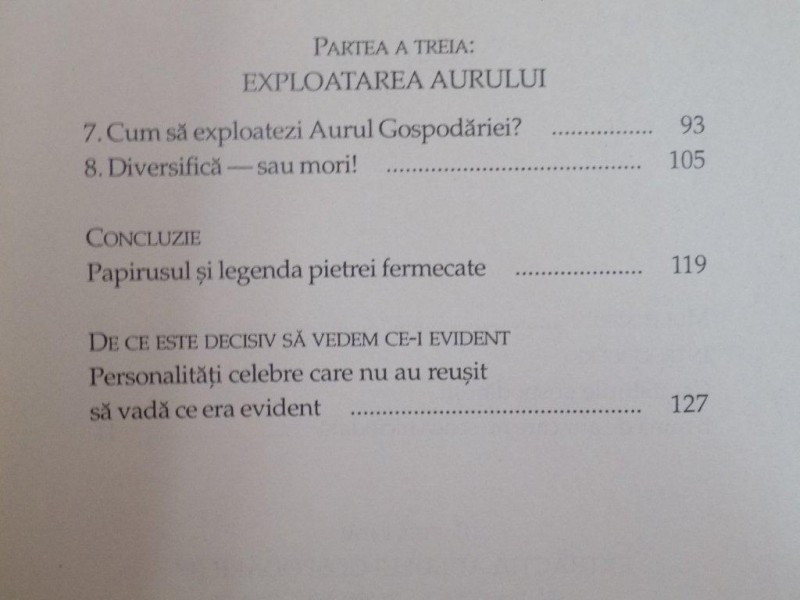 PARTEA A TREIA:
EXPLOATAREA AURULUI
7. Cum să exploatezi Aurul Gospodăriei? ................ 93
8. Diversifică — sau mori! ........................................ 105
CONCLUZIE
Papirusul și legenda pietrei fermecate .................... 119
DE CE ESTE DECISIV SĂ VEDEM CE-I EVIDENT
Personalități celebre care nu au reușit
să vadă ce era evident .............................................. 127